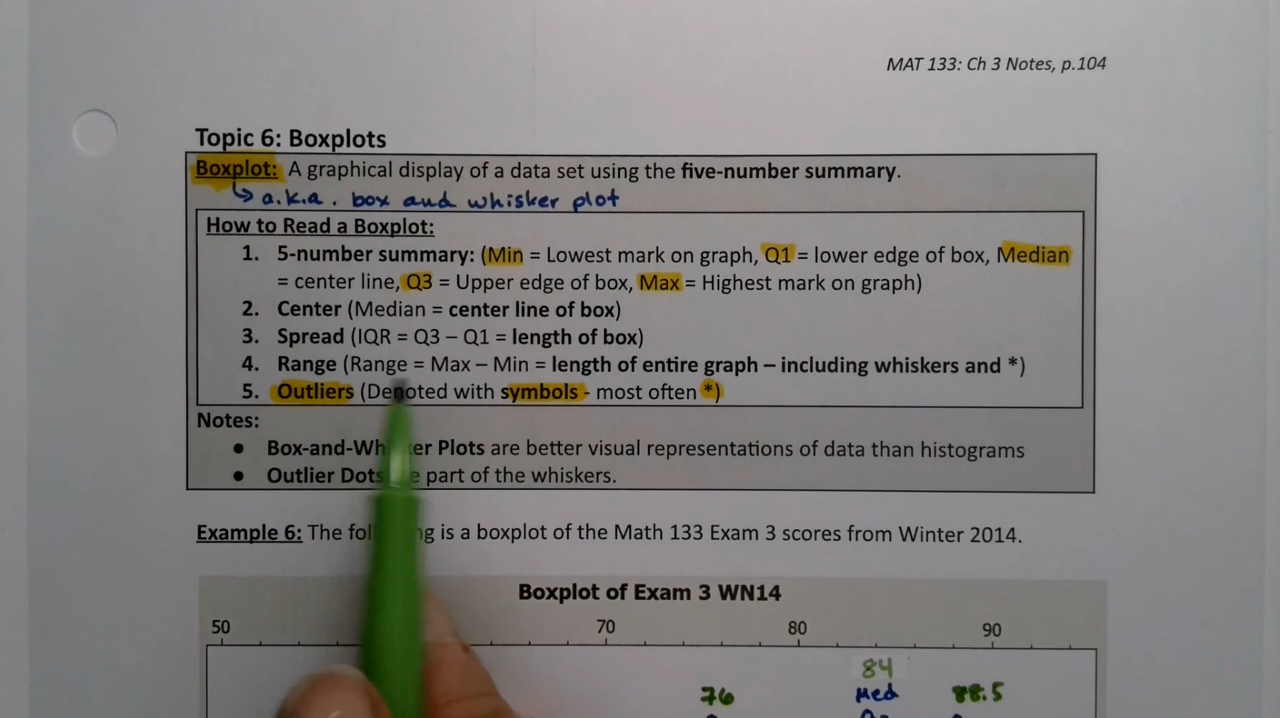 MAT 133: Ch 3 Notes, p.104
Topic 6: Boxplots
Boxplot: A graphical display of a data set using the five-number summary.
a.k.a. box and whisker plot
How to Read a Boxplot:
1. 5-number summary: (Min = Lowest mark on graph, Q1 = lower edge of box, Median
= center line, Q3 = Upper edge of box, Max = Highest mark on graph)
2. Center (Median = center line of box)
3. Spread (IQR = Q3 – Q1 = length of box)
4. Range (Range = Max – Min = length of entire graph – including whiskers and *)
5. Outliers (Denoted with symbols - most often *)
Notes:
Box-and-Whisker Plots are better visual representations of data than histograms
Outlier Dots part of the whiskers.
Example 6: The following is a boxplot of the Math 133 Exam 3 scores from Winter 2014.
Boxplot of Exam 3 WN14
50 70 80 90
84
76 Med 88.5